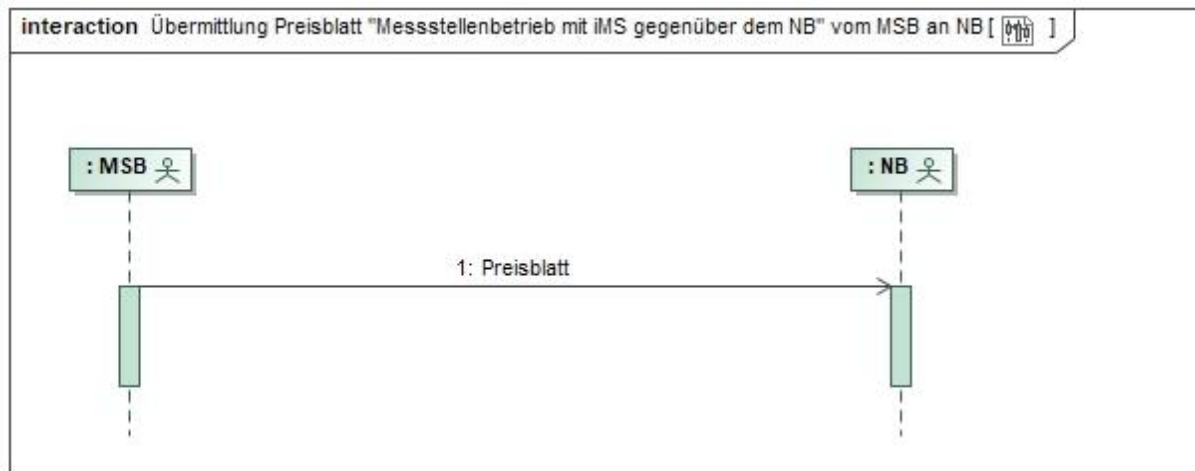 interaction Übermittlung Preisblatt "Messstellenbetrieb mit iMS gegenüber dem NB" vom MSB an NB [ ]
: MSB
: NB
1: Preisblatt